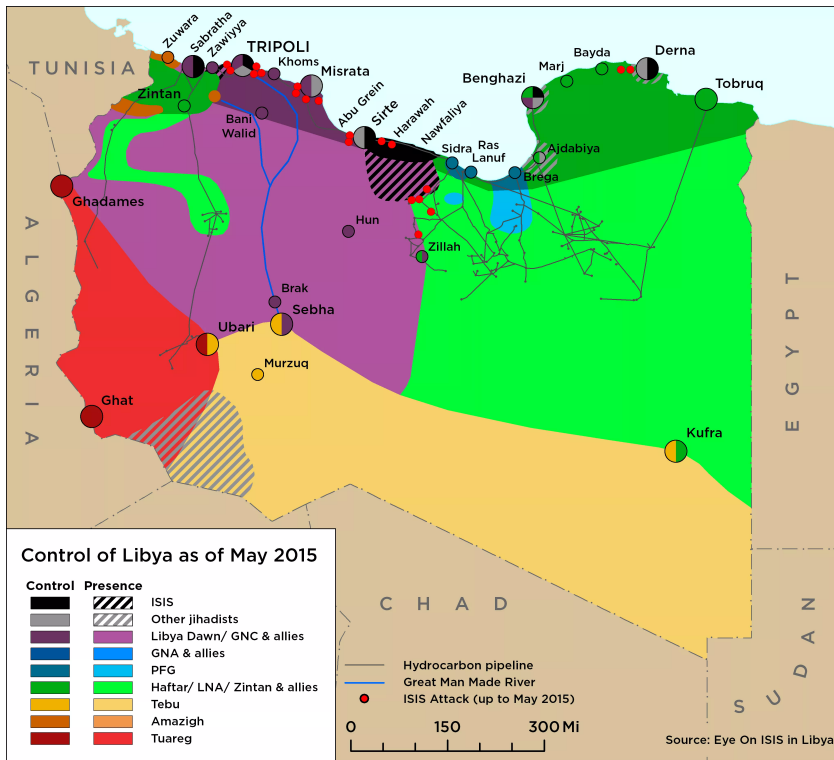 Zuwara
Sabratha
Zawiyya
TRIPOLI
Khoms
Misrata
TUNISIA
Zintan
Bani
Walid
Abu Grein
Sirte
Harawah
Nawfaliya
Benghazi
Marj
Bayda
Derna
Tobruq
Sidra
Ras
Lanuf
Ajdabiya
Brega
Ghadames
Hun
Zillah
ALGERIA
EGYPT
Brak
Sebha
Ubari
Murzuq
Ghat
Kufra
CHAD
SUDAN
Control of Libya as of May 2015
Control Presence
ISIS
Other jihadists
Libya Dawn/ GNC & allies
GNA & allies
PFG
Haftar/ LNA/ Zintan & allies
Tebu
Amazigh
Tuareg
Hydrocarbon pipeline
Great Man Made River
ISIS Attack (up to May 2015)
0 150 300 Mi
Source: Eye On ISIS in Libya